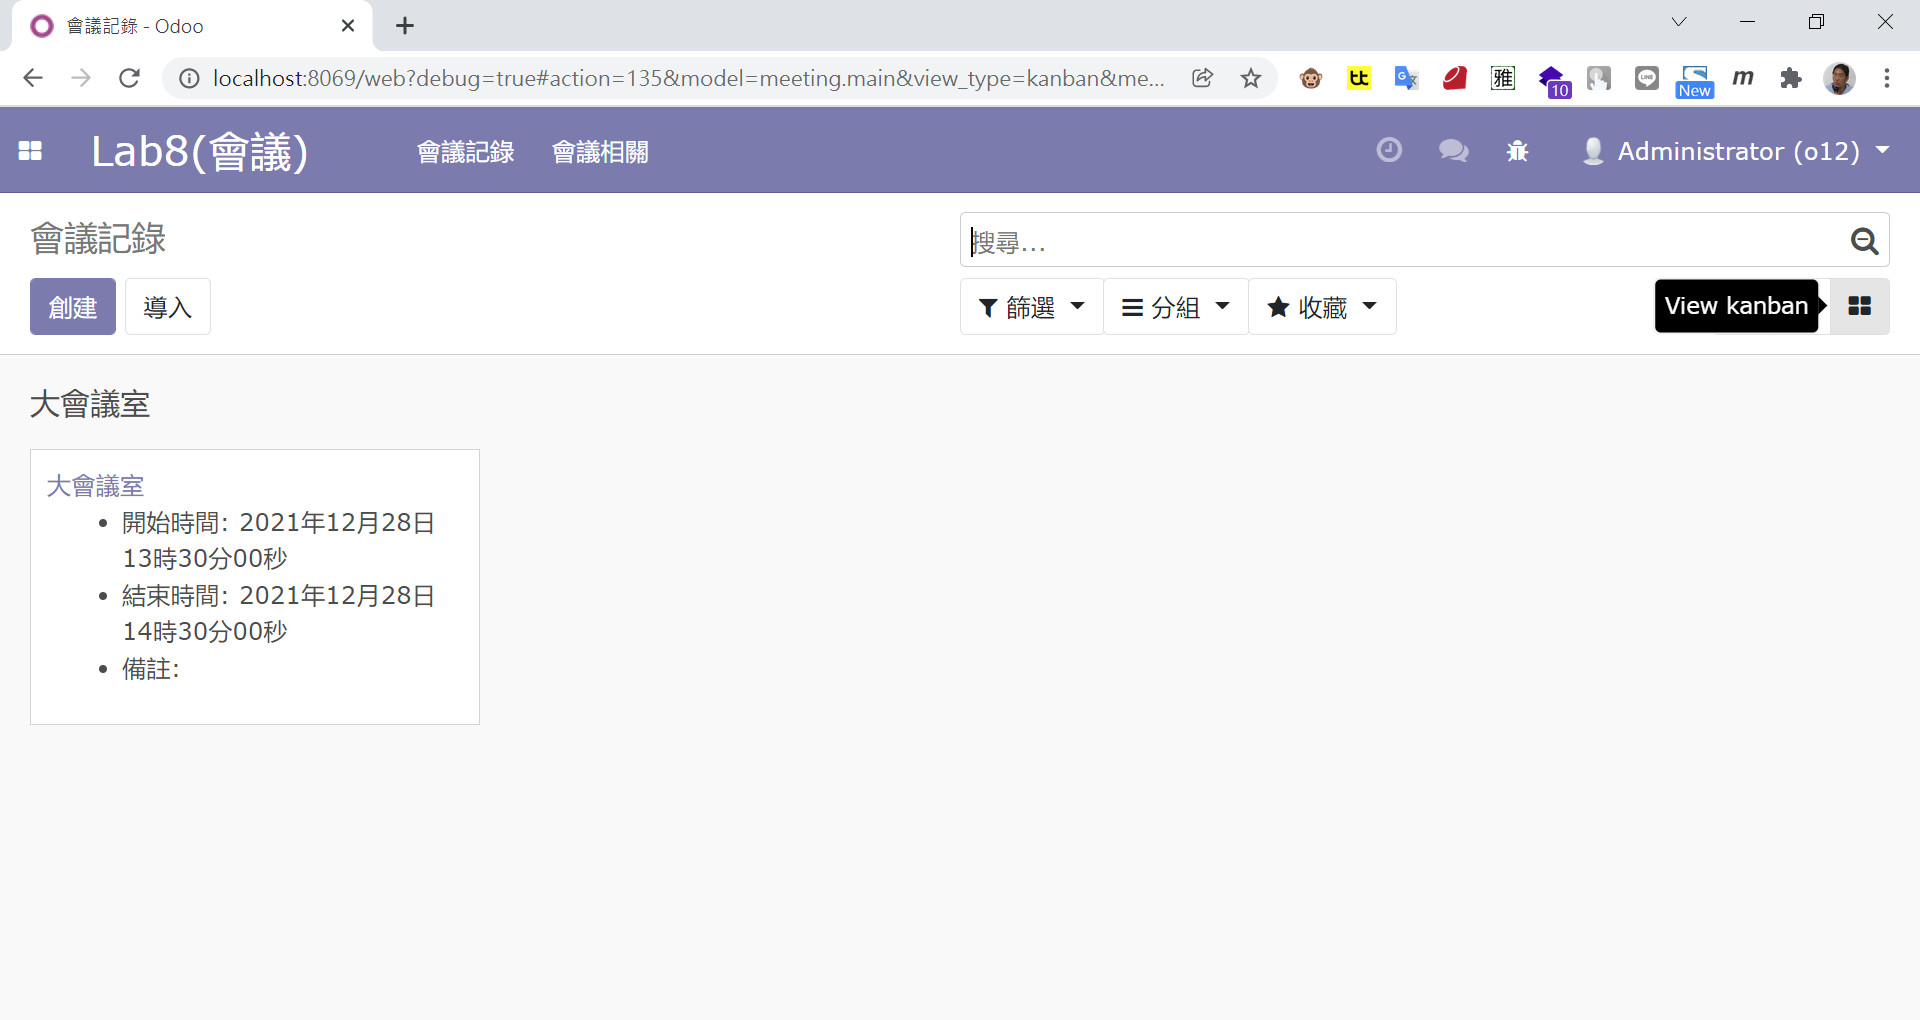 會議記錄 - Odoo
localhost:8069/web?debug=true#action=135&model=meeting.main&view_type=kanban&me...
tt
G
雅
10
LINE
New
m
Lab8(會議)
會議記錄
會議相關
Administrator (o12)
會議記錄
搜尋...
創建
導入
篩選
分組
收藏
View kanban
大會議室
大會議室
開始時間: 2021年12月28日
13時30分00秒
結束時間: 2021年12月28日
14時30分00秒
備註: